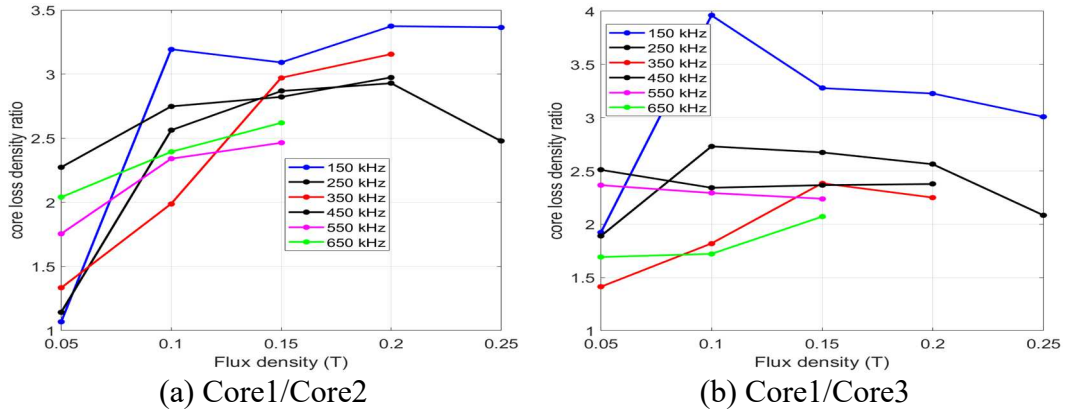 3.5
3
2.5
2
1.5
1
core loss density ratio
150 kHz
250 kHz
350 kHz
450 kHz
550 kHz
650 kHz
0.05
0.1
0.15
0.2
0.25
Flux density (T)
(a) Core1/Core2
4
3.5
3
2.5
2
1.5
1
core loss density ratio
150 kHz
250 kHz
350 kHz
450 kHz
550 kHz
650 kHz
0.05
0.1
0.15
0.2
0.25
Flux density (T)
(b) Core1/Core3